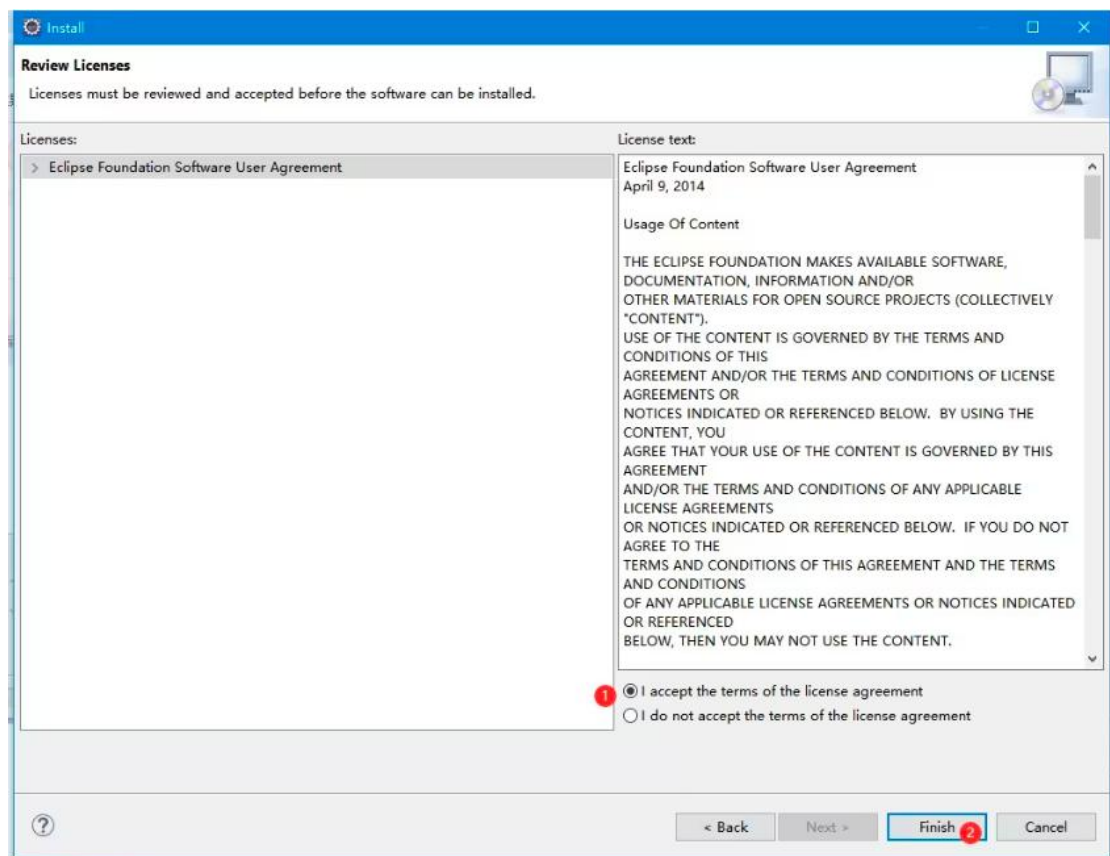 Install
Review Licenses
Licenses must be reviewed and accepted before the software can be installed.
Licenses:
Eclipse Foundation Software User Agreement
License text:
Eclipse Foundation Software User Agreement
April 9, 2014
Usage Of Content
THE ECLIPSE FOUNDATION MAKES AVAILABLE SOFTWARE,
DOCUMENTATION, INFORMATION AND/OR
OTHER MATERIALS FOR OPEN SOURCE PROJECTS (COLLECTIVELY
"CONTENT").
USE OF THE CONTENT IS GOVERNED BY THE TERMS AND
CONDITIONS OF THIS
AGREEMENT AND/OR THE TERMS AND CONDITIONS OF LICENSE
AGREEMENTS OR
NOTICES INDICATED OR REFERENCED BELOW.  BY USING THE
CONTENT, YOU
AGREE THAT YOUR USE OF THE CONTENT IS GOVERNED BY THIS
AGREEMENT
AND/OR THE TERMS AND CONDITIONS OF ANY APPLICABLE
LICENSE AGREEMENTS
OR NOTICES INDICATED OR REFERENCED BELOW.  IF YOU DO NOT
AGREE TO THE
TERMS AND CONDITIONS OF THIS AGREEMENT AND THE TERMS
AND CONDITIONS
OF ANY APPLICABLE LICENSE AGREEMENTS OR NOTICES INDICATED
OR REFERENCED
BELOW, THEN YOU MAY NOT USE THE CONTENT.
1 I accept the terms of the license agreement
I do not accept the terms of the license agreement
? < Back Next > Finish 2 Cancel